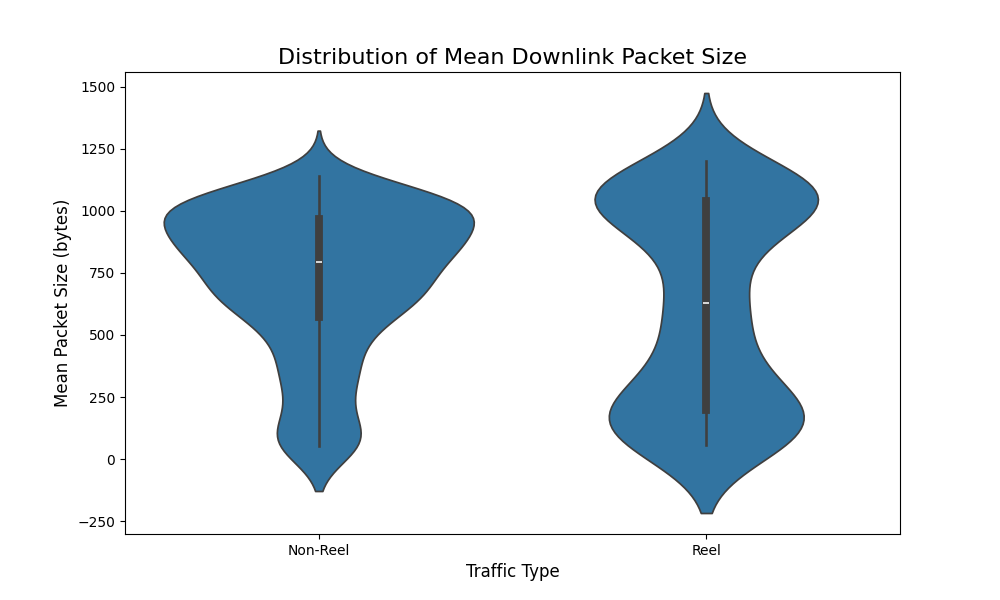 Distribution of Mean Downlink Packet Size
Mean Packet Size (bytes)
1500
1250
1000
750
500
250
0
−250
Non-Reel
Reel
Traffic Type